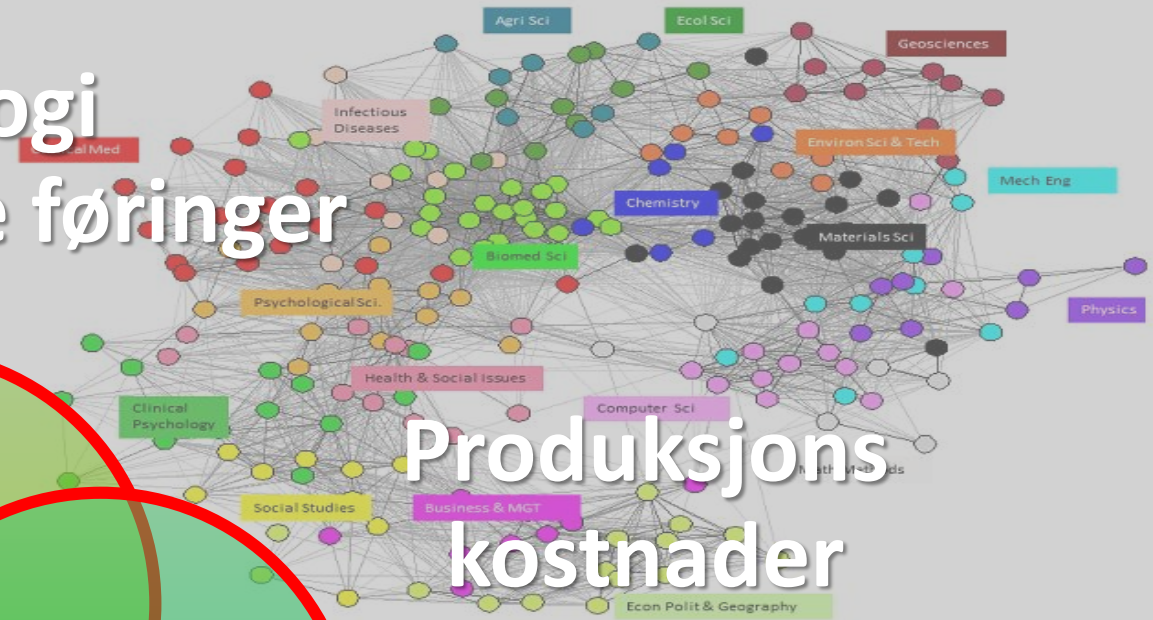 Agri Sci
Ecol Sci
Geosciences
ogi
Infectious
Diseases
Med
Environ Sci & Tech
Mech Eng
føringer
Chemistry
Materials Sci
Biomed Sci
Psychological Sci.
Physics
Health & Social Issues
Clinical
Psychology
Computer Sci
Produksjons
Social Studies
Business & MGT
kostnader
Econ Polit & Geography